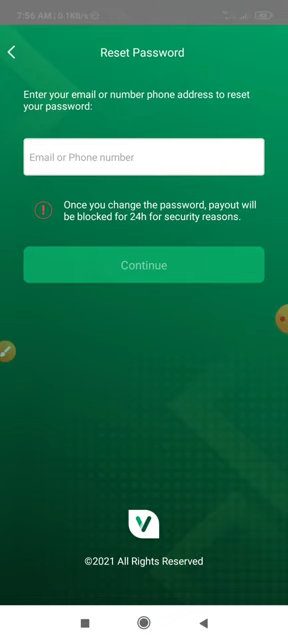 7:56 AM | 0.1KB/s
Reset Password
Enter your email or number phone address to reset
your password:
Email or Phone number
Once you change the password, payout will
be blocked for 24h for security reasons.
Continue
©2021 All Rights Reserved